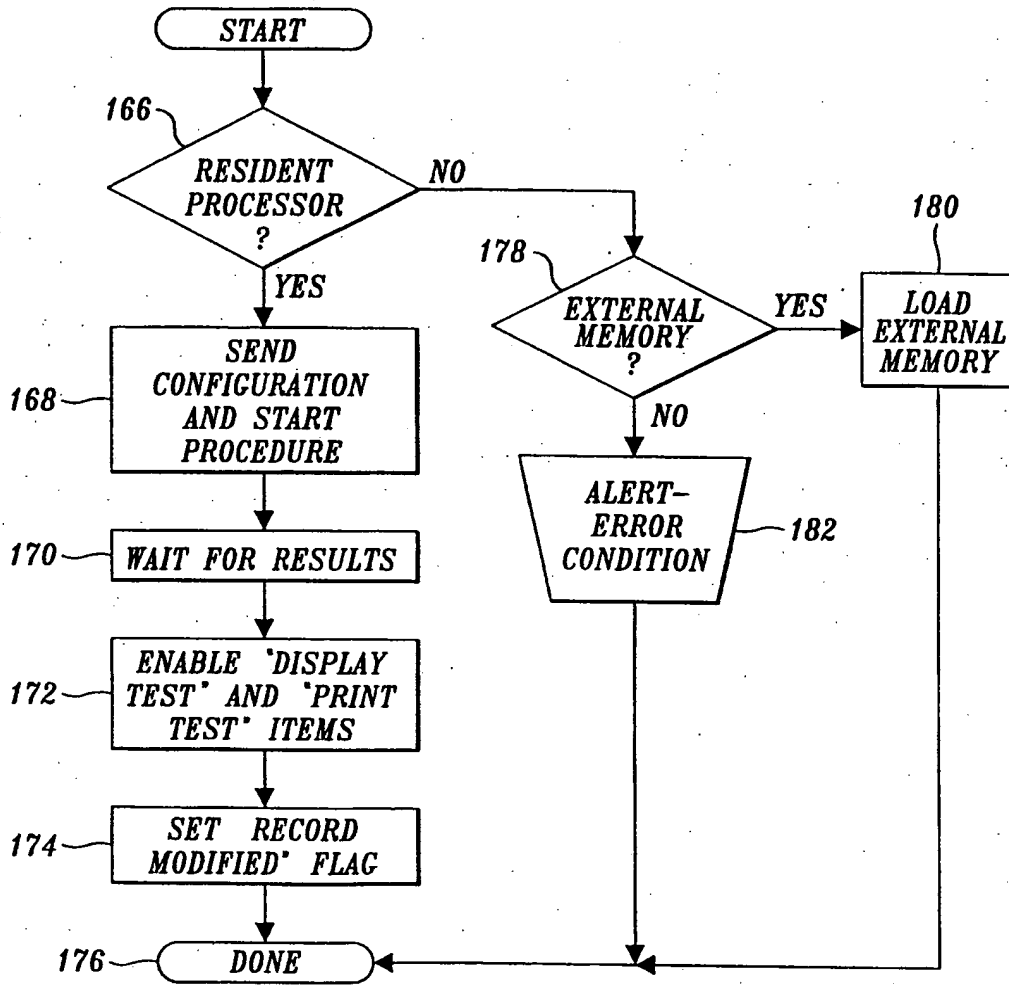 START
166
RESIDENT
PROCESSOR
?
NO
YES
178
EXTERNAL
MEMORY
?
YES
NO
180
LOAD
EXTERNAL
MEMORY
168
SEND
CONFIGURATION
AND START
PROCEDURE
ALERT-
ERROR
CONDITION
182
170
WAIT FOR RESULTS
172
ENABLE "DISPLAY
TEST" AND "PRINT
TEST" ITEMS
174
SET RECORD
MODIFIED" FLAG
176
DONE